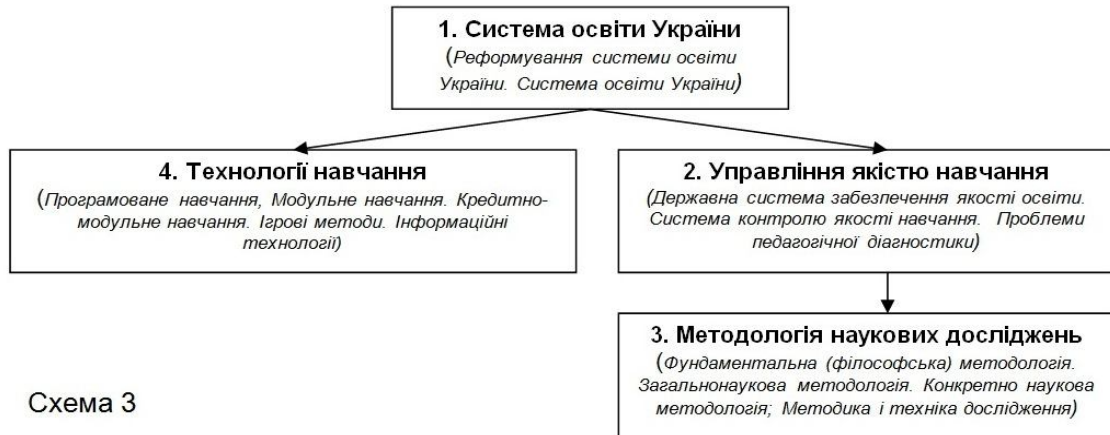 1. Система освіти України
(Реформування системи освіти
України. Система освіти України)
4. Технології навчання
(Програмоване навчання, Модульне навчання. Кредитно-
модульне навчання. Ігрові методи. Інформаційні
технології)
2. Управління якістю навчання
(Державна система забезпечення якості освіти.
Система контролю якості навчання. Проблеми
педагогічної діагностики)
3. Методологія наукових досліджень
(Фундаментальна (філософська) методологія.
Загальнонаукова методологія. Конкретно наукова
методологія; Методика і техніка дослідження)
Схема 3